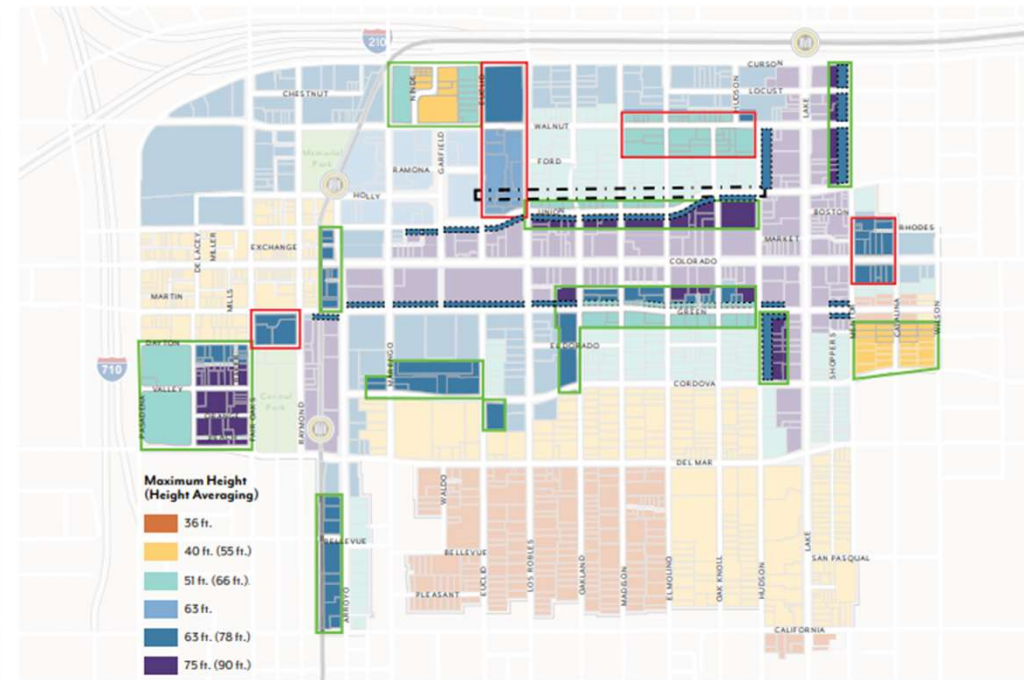 210
M
CURSON
LOCUST
CHESTNUT
HUDSON
LAKE
EUCLID
WALNUT
GARFIELD
Memorial
Park
FORD
RAMONA
M
HOLLY
UNION
BOSTON
RHODES
DE LACEY
MILLER
EXCHANGE
MARKET
COLORADO
MARTIN
MILLS
GREEN
CATALINA
WILSON
DAYTON
EL DORADO
SHOPPERS
MARENGO
710
VALLEY
CORDOVA
Central
Park
PASADENA
FAIR OAKS
RAYMOND
M
DEL MAR
Maximum Height
(Height Averaging)
36 ft.
40 ft. (55 ft.)
51 ft. (66 ft.)
63 ft.
63 ft. (78 ft.)
75 ft. (90 ft.)
WALDO
BELLEVUE
BELLEVUE
PLEASANT
ARROYO
EUCLID
LOS ROBLES
OAKLAND
MADISON
EL MOLINO
OAK KNOLL
HUDSON
LAKE
SAN PASQUAL
CALIFORNIA